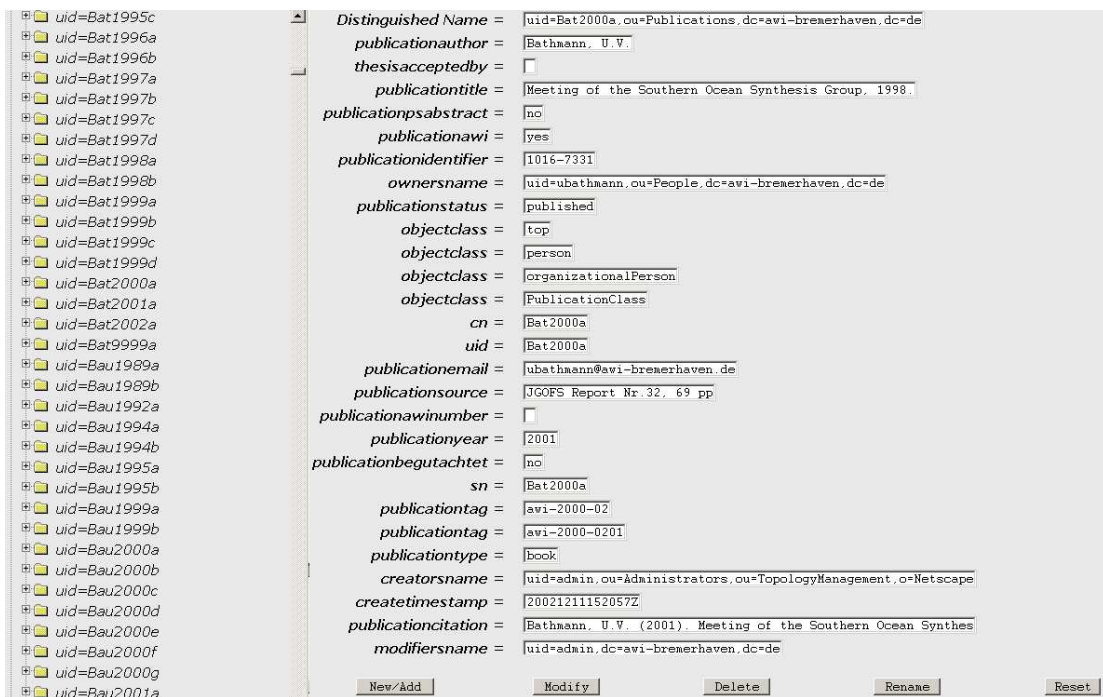 uid=Bat1995c
uid=Bat1996a
uid=Bat1996b
uid=Bat1997a
uid=Bat1997b
uid=Bat1997c
uid=Bat1997d
uid=Bat1998a
uid=Bat1998b
uid=Bat1999a
uid=Bat1999b
uid=Bat1999c
uid=Bat1999d
uid=Bat2000a
uid=Bat2001a
uid=Bat2002a
uid=Bat9999a
uid=Bau1989a
uid=Bau1989b
uid=Bau1992a
uid=Bau1994a
uid=Bau1994b
uid=Bau1995a
uid=Bau1995b
uid=Bau1999a
uid=Bau1999b
uid=Bau2000a
uid=Bau2000b
uid=Bau2000c
uid=Bau2000d
uid=Bau2000e
uid=Bau2000f
uid=Bau2000g
uid=Bau2001a
Distinguished Name = uid=Bat2000a,ou=Publications,dc=awi-bremerhaven,dc=de
publicationauthor = Bathmann, U.V.
thesisacceptedby =
publicationtitle = Meeting of the Southern Ocean Synthesis Group, 1998.
publicationpsabstract = no
publicationawi = yes
publicationidentifier = 1016-7331
ownersname = uid=ubathmann,ou=People,dc=awi-bremerhaven,dc=de
publicationstatus = published
objectclass = top
objectclass = person
objectclass = organizationalPerson
objectclass = PublicationClass
cn = Bat2000a
uid = Bat2000a
publicationemail = ubathmann@awi-bremerhaven.de
publicationsource = JGOFS Report Nr.32, 69 pp
publicationawinumber =
publicationyear = 2001
publicationbegutachtet = no
sn = Bat2000a
publicationtag = awi-2000-02
publicationtag = awi-2000-0201
publicationtype = book
creatorsname = uid=admin,ou=Administrators,ou=TopologyManagement,o=Netscape
createtimestamp = 20021211152057Z
publicationcitation = Bathmann, U.V. (2001). Meeting of the Southern Ocean Synthes
modifiersname = uid=admin,dc=awi-bremerhaven,dc=de
New/Add Modify Delete Rename Reset